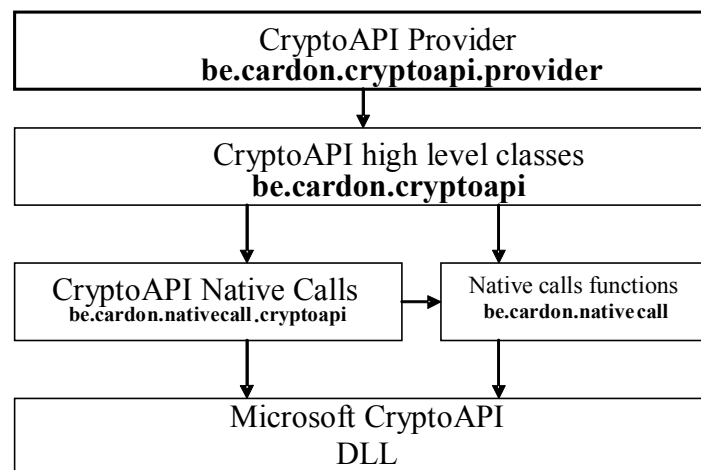 CryptoAPI Provider
be.cardon.cryptoapi.provider
CryptoAPI high level classes
be.cardon.cryptoapi
CryptoAPI Native Calls
be.cardon.nativecall.cryptoapi
Native calls functions
be.cardon.nativecall
Microsoft CryptoAPI
DLL